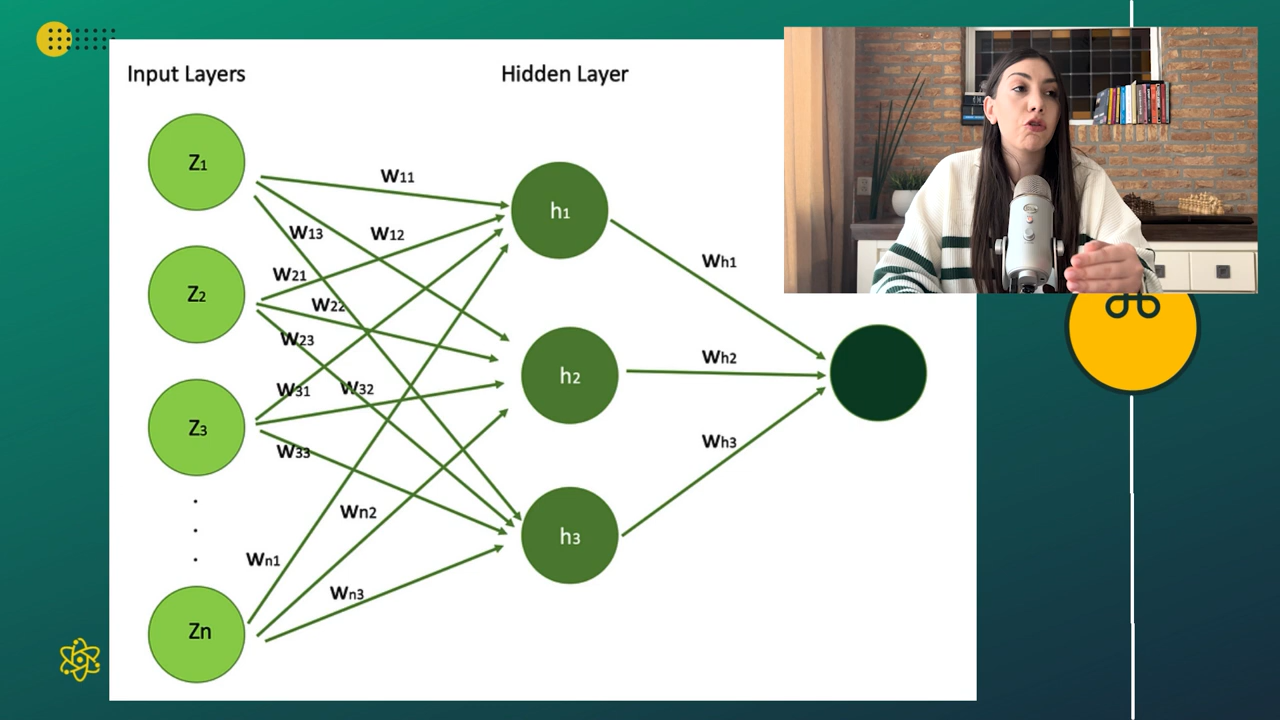 Input Layers
Hidden Layer
Z1
W11
h1
W13
W12
Wh1
W21
Z2
W22
W23
Wh2
h2
W31
W32
Z3
Wh3
W33
Wn2
h3
Wn1
Wn3
Zn